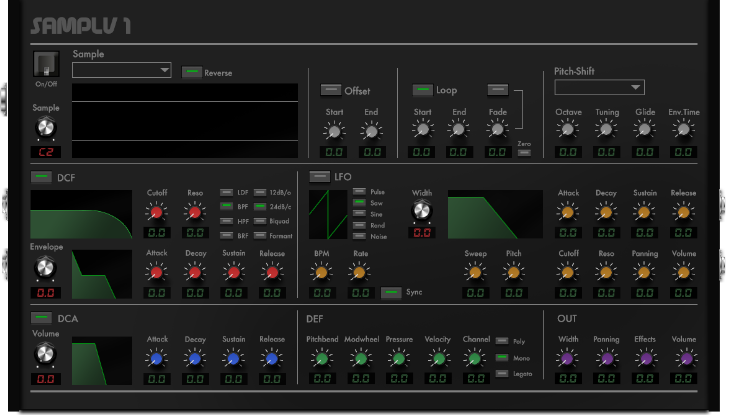 SAMPLV 1
Sample
Reverse
On/Off
Sample
C2
Offset
Start End
0.0 0.0
Loop
Start End Fade
0.0 0.0 0.0
Zero
Pitch-Shift
Octave Tuning Glide Env.Time
0.0 0.0 0.0 0.0
DCF
Cutoff Reso
0.0 0.0
LDF 12dB/o
BPF 24dB/o
HPF Biquad
BRF Formant
Envelope
0.0
Attack Decay Sustain Release
0.0 0.0 0.0 0.0
LFO
Pulse
Saw
Sine
Rand
Noise
Width
0.0
Attack Decay Sustain Release
0.0 0.0 0.0 0.0
BPM Rate
0.0 0.0
Sync
Sweep Pitch
0.0 0.0
Cutoff Reso Panning Volume
0.0 0.0 0.0 0.0
DCA
Volume
0.0
Attack Decay Sustain Release
0.0 0.0 0.0 0.0
DEF
Pitchbend Modwheel Pressure Velocity Channel
0.0 0.0 0.0 0.0 0.0
Poly
Mono
Legato
OUT
Width Panning Effects Volume
0.0 0.0 0.0 0.0